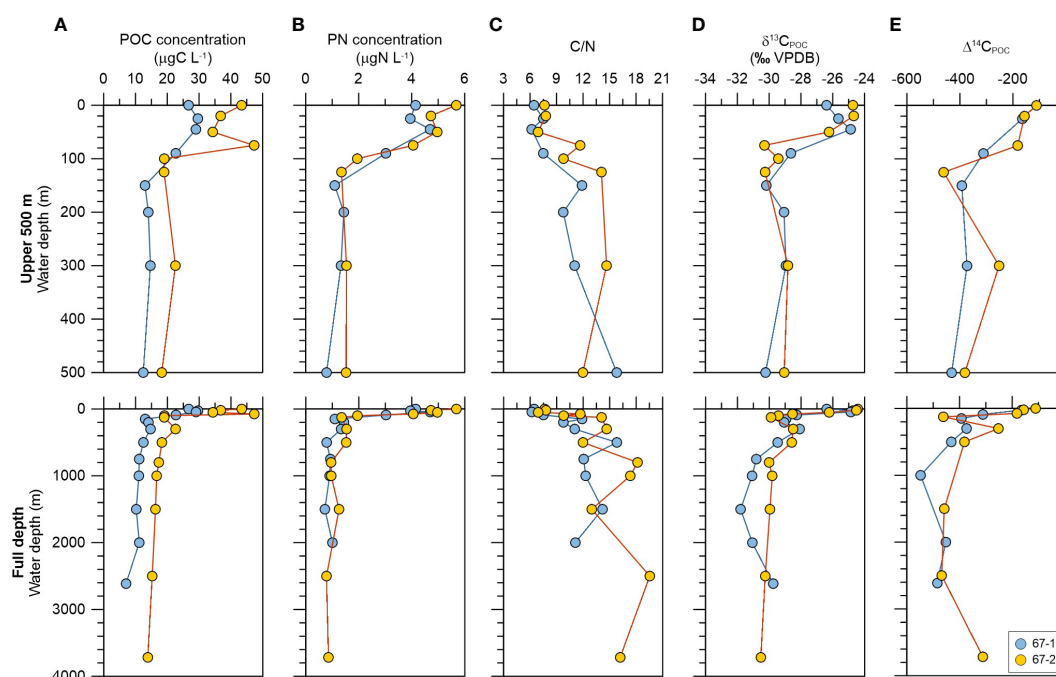 A B C D E
POC concentration
(μgC L⁻¹)
PN concentration
(μgN L⁻¹)
C/N
δ¹³C_POC
(‰ VPDB)
Δ¹⁴C_POC
0 10 20 30 40 50
0 2 4 6
3 6 9 12 15 18 21
-34 -32 -30 -28 -26 -24
-600 -400 -200
Upper 500 m
Water depth (m)
0
100
200
300
400
500
Full depth
Water depth (m)
0
1000
2000
3000
4000
67-1
67-2